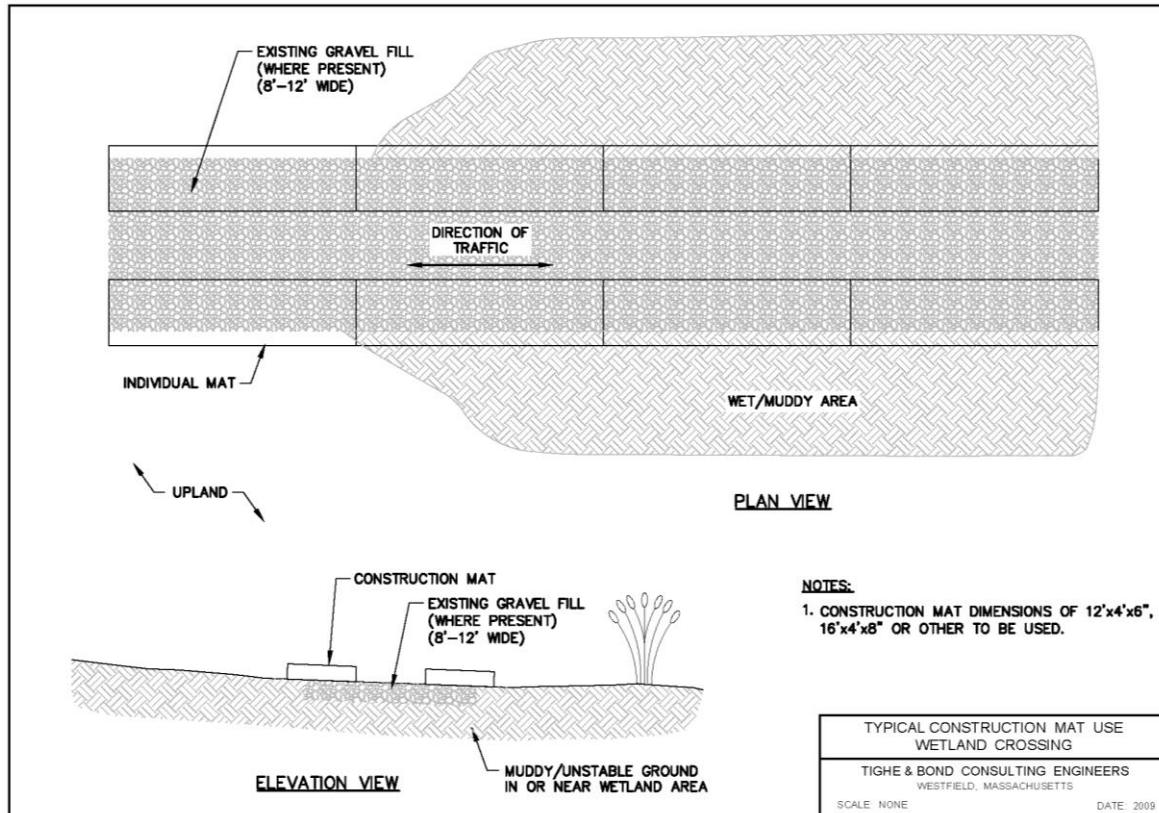 EXISTING GRAVEL FILL
(WHERE PRESENT)
(8'-12' WIDE)
DIRECTION OF
TRAFFIC
INDIVIDUAL MAT
WET/MUDDY AREA
UPLAND
PLAN VIEW
CONSTRUCTION MAT
EXISTING GRAVEL FILL
(WHERE PRESENT)
(8'-12' WIDE)
NOTES:
1. CONSTRUCTION MAT DIMENSIONS OF 12'x4'x6",
16'x4'x8" OR OTHER TO BE USED.
MUDDY/UNSTABLE GROUND
IN OR NEAR WETLAND AREA
ELEVATION VIEW
TYPICAL CONSTRUCTION MAT USE
WETLAND CROSSING
TIGHE & BOND CONSULTING ENGINEERS
WESTFIELD, MASSACHUSETTS
SCALE: NONE
DATE: 2009